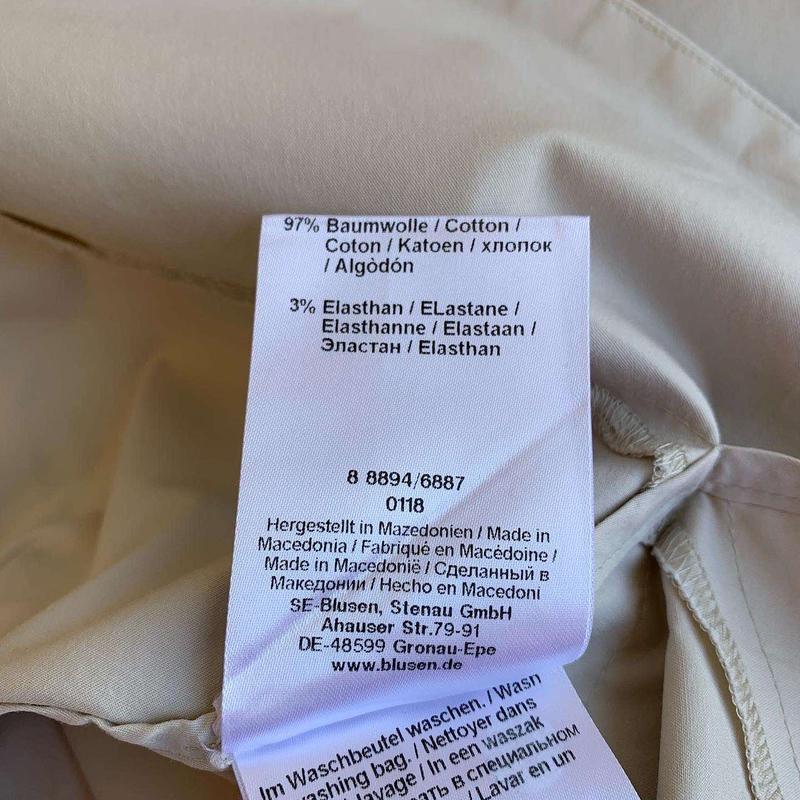 97% Baumwolle / Cotton /
Coton / Katoen / хлопок
/ Algòdón
3% Elasthan / ELastane /
Elasthanne / Elastaan /
Эластан / Elasthan
8 8894/6887
0118
Hergestellt in Mazedonien / Made in
Macedonia / Fabriqué en Macédoine /
Made in Macedonië / Сделанный в
Македонии / Hecho en Macedoni
SE-Blusen, Stenau GmbH
Ahauser Str.79-91
DE-48599 Gronau-Epe
www.blusen.de
Im Waschbeutel waschen. / Wash
washing bag. / Nettoyer dans
lavage / In een waszak
в специальном
/ Lavar en un